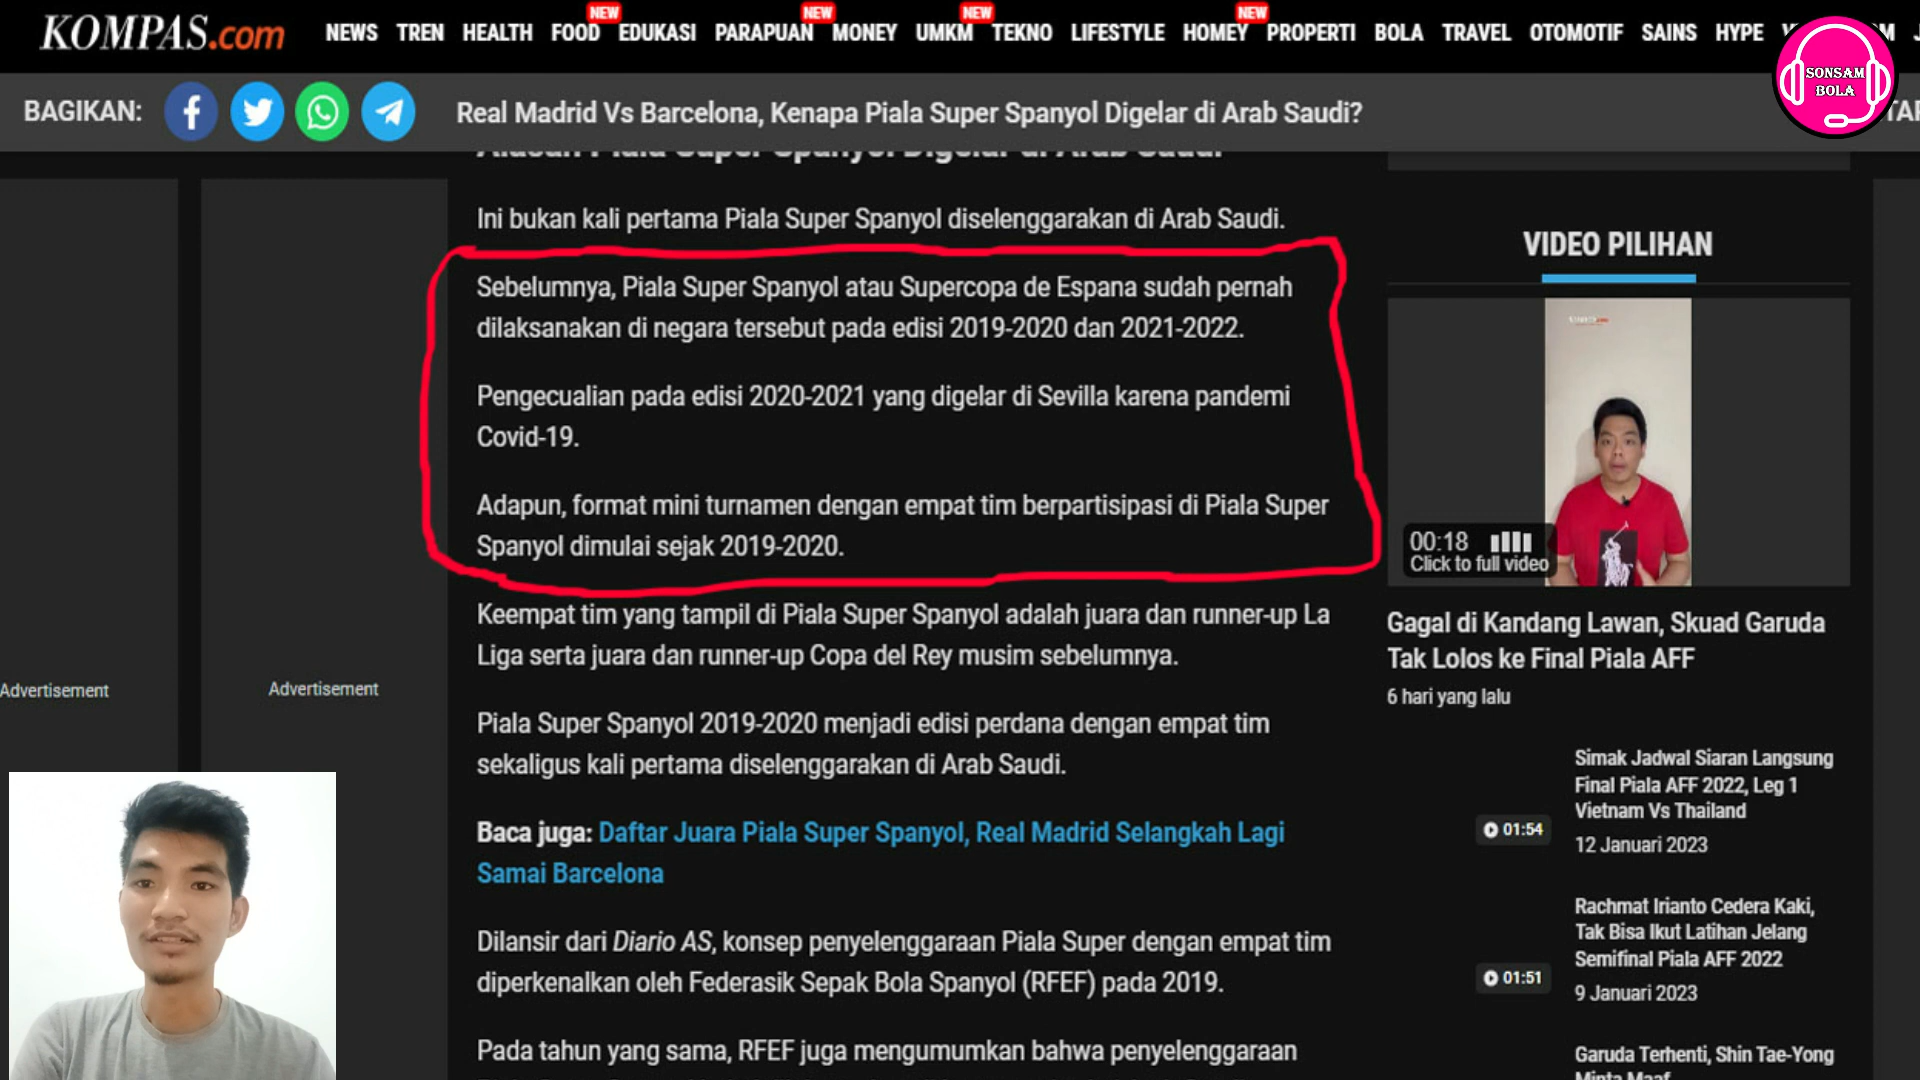 KOMPAS.com
NEWS TREN HEALTH FOOD NEW EDUKASI PARAPUAN NEW MONEY UMKM NEW TEKNO LIFESTYLE HOMEY NEW PROPERTI BOLA TRAVEL OTOMOTIF SAINS HYPE
SONSAM
BOLA
BAGIKAN:
Real Madrid Vs Barcelona, Kenapa Piala Super Spanyol Digelar di Arab Saudi?
Alasan Piala Super Spanyol Digelar di Arab Saudi
Ini bukan kali pertama Piala Super Spanyol diselenggarakan di Arab Saudi.
Sebelumnya, Piala Super Spanyol atau Supercopa de Espana sudah pernah
dilaksanakan di negara tersebut pada edisi 2019-2020 dan 2021-2022.
Pengecualian pada edisi 2020-2021 yang digelar di Sevilla karena pandemi
Covid-19.
Adapun, format mini turnamen dengan empat tim berpartisipasi di Piala Super
Spanyol dimulai sejak 2019-2020.
Keempat tim yang tampil di Piala Super Spanyol adalah juara dan runner-up La
Liga serta juara dan runner-up Copa del Rey musim sebelumnya.
Piala Super Spanyol 2019-2020 menjadi edisi perdana dengan empat tim
sekaligus kali pertama diselenggarakan di Arab Saudi.
Baca juga: Daftar Juara Piala Super Spanyol, Real Madrid Selangkah Lagi
Samai Barcelona
Dilansir dari Diario AS, konsep penyelenggaraan Piala Super dengan empat tim
diperkenalkan oleh Federasik Sepak Bola Spanyol (RFEF) pada 2019.
Pada tahun yang sama, RFEF juga mengumumkan bahwa penyelenggaraan
Advertisement
Advertisement
VIDEO PILIHAN
00:18
Click to full video
Gagal di Kandang Lawan, Skuad Garuda
Tak Lolos ke Final Piala AFF
6 hari yang lalu
Simak Jadwal Siaran Langsung
Final Piala AFF 2022, Leg 1
Vietnam Vs Thailand
01:54
12 Januari 2023
Rachmat Irianto Cedera Kaki,
Tak Bisa Ikut Latihan Jelang
Semifinal Piala AFF 2022
01:51
9 Januari 2023
Garuda Terhenti, Shin Tae-Yong
Minta Maaf